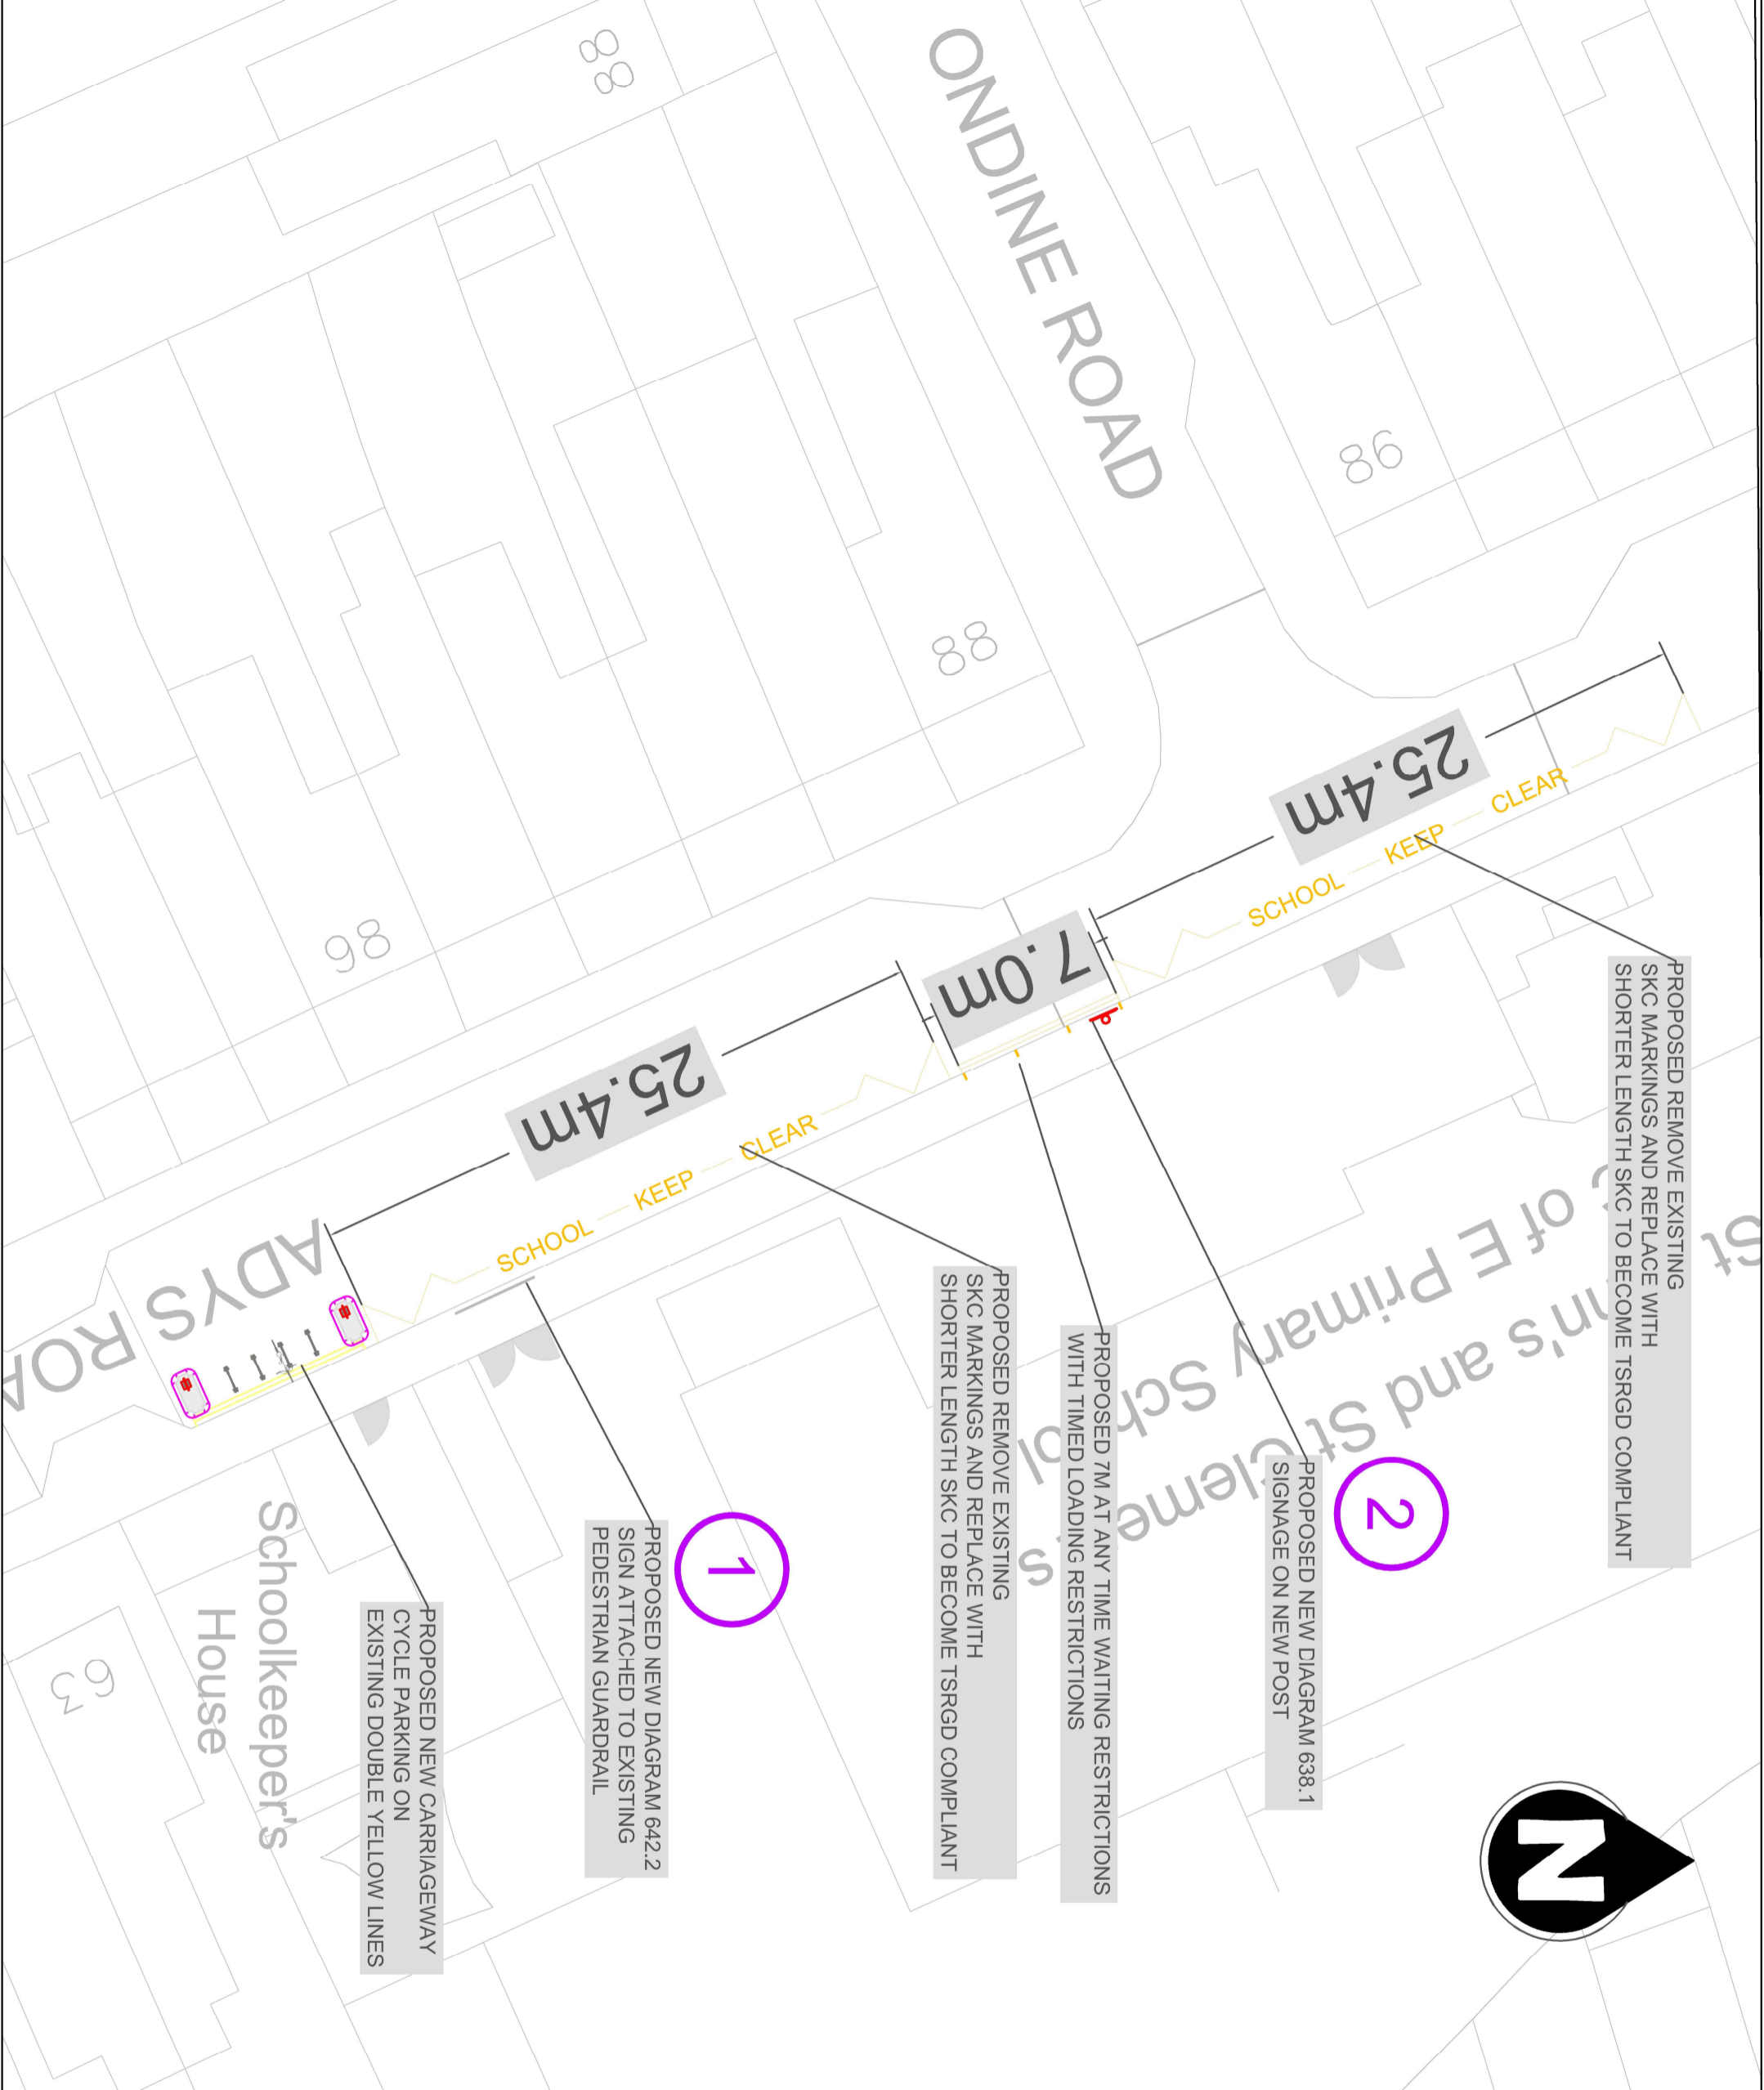 ONDINE ROAD
88
86
88
98
25.4m
7.0m
25.4m
SCHOOL KEEP CLEAR
SCHOOL KEEP CLEAR
PROPOSED REMOVE EXISTING
SKC MARKINGS AND REPLACE WITH
SHORTER LENGTH SKC TO BECOME TSRGD COMPLIANT
2
PROPOSED NEW DIAGRAM 638.1
SIGNAGE ON NEW POST
PROPOSED 7M AT ANY TIME WAITING RESTRICTIONS
WITH TIMED LOADING RESTRICTIONS
PROPOSED REMOVE EXISTING
SKC MARKINGS AND REPLACE WITH
SHORTER LENGTH SKC TO BECOME TSRGD COMPLIANT
1
PROPOSED NEW DIAGRAM 642.2
SIGN ATTACHED TO EXISTING
PEDESTRIAN GUARDRAIL
PROPOSED NEW CARRIAGEWAY
CYCLE PARKING ON
EXISTING DOUBLE YELLOW LINES
ADYS ROA
St
nn's and St Cleme s
of E Primary Sch ol
Schoolkeeper's
House
63
N